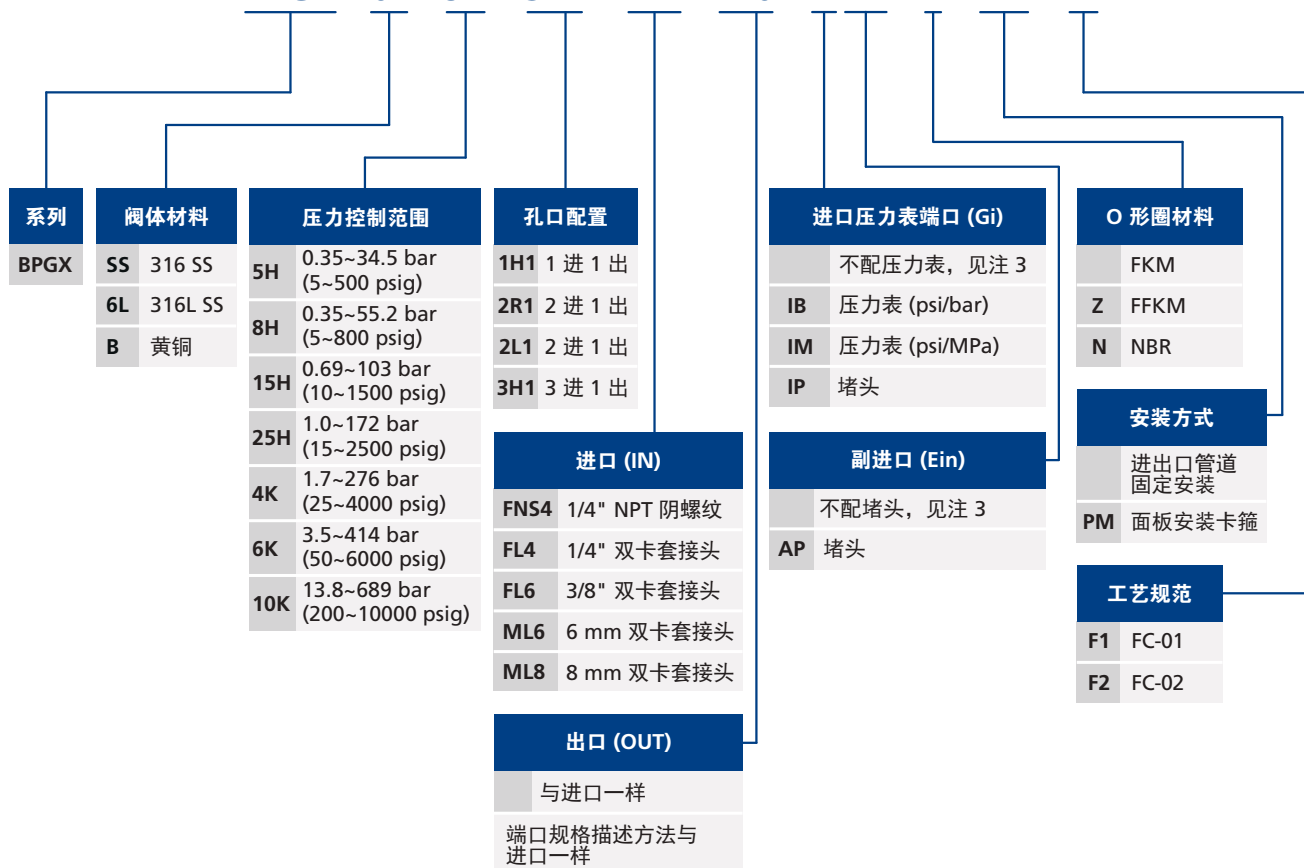 系列
BPGX
阀体材料
SS 316 SS
6L 316L SS
B 黄铜
压力控制范围
5H 0.35~34.5 bar
(5~500 psig)
8H 0.35~55.2 bar
(5~800 psig)
15H 0.69~103 bar
(10~1500 psig)
25H 1.0~172 bar
(15~2500 psig)
4K 1.7~276 bar
(25~4000 psig)
6K 3.5~414 bar
(50~6000 psig)
10K 13.8~689 bar
(200~10000 psig)
孔口配置
1H1 1 进 1 出
2R1 2 进 1 出
2L1 2 进 1 出
3H1 3 进 1 出
进口 (IN)
FNS4 1/4" NPT 阴螺纹
FL4 1/4" 双卡套接头
FL6 3/8" 双卡套接头
ML6 6 mm 双卡套接头
ML8 8 mm 双卡套接头
出口 (OUT)
与进口一样
端口规格描述方法与
进口一样
进口压力表端口 (Gi)
不配压力表，见注 3
IB 压力表 (psi/bar)
IM 压力表 (psi/MPa)
IP 堵头
副进口 (Ein)
不配堵头，见注 3
AP 堵头
O 形圈材料
FKM
Z FFKM
N NBR
安装方式
进出口管道
固定安装
PM 面板安装卡箍
工艺规范
F1 FC-01
F2 FC-02